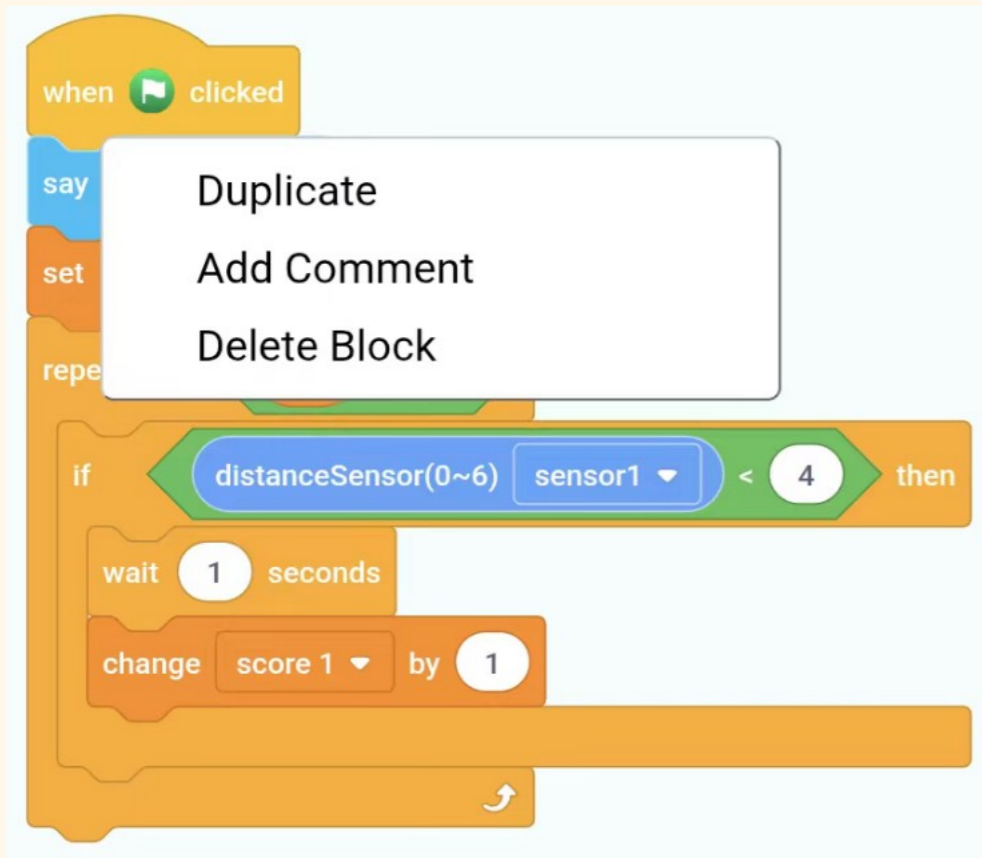 when clicked
say
Duplicate
set
Add Comment
Delete Block
repe
if distanceSensor(0~6) sensor1 < 4 then
wait 1 seconds
change score 1 by 1